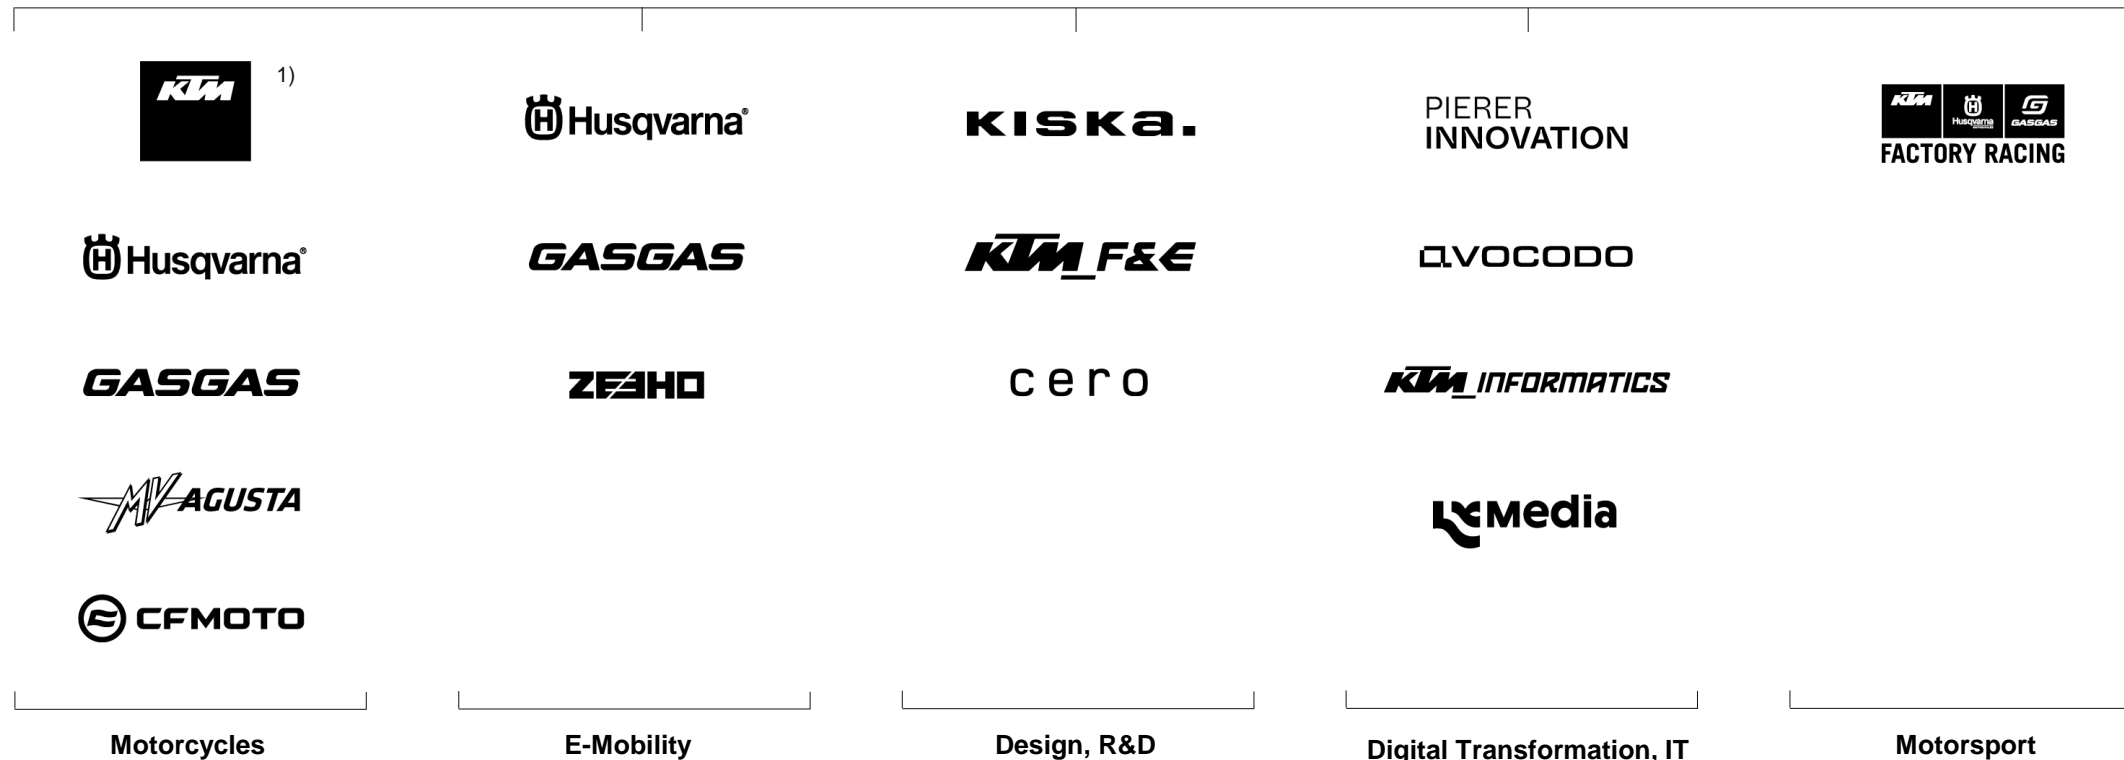 KTM
1)
Husqvarna®
GASGAS
MV AGUSTA
CFMOTO
Motorcycles
H Husqvarna®
GASGAS
ZEEHO
E-Mobility
KISKA.
KTM_F&E
cero
Design, R&D
PIERER
INNOVATION
AVOCODO
KTM_INFORMATICS
Media
Digital Transformation, IT
KTM
Husqvarna
GASGAS
FACTORY RACING
Motorsport